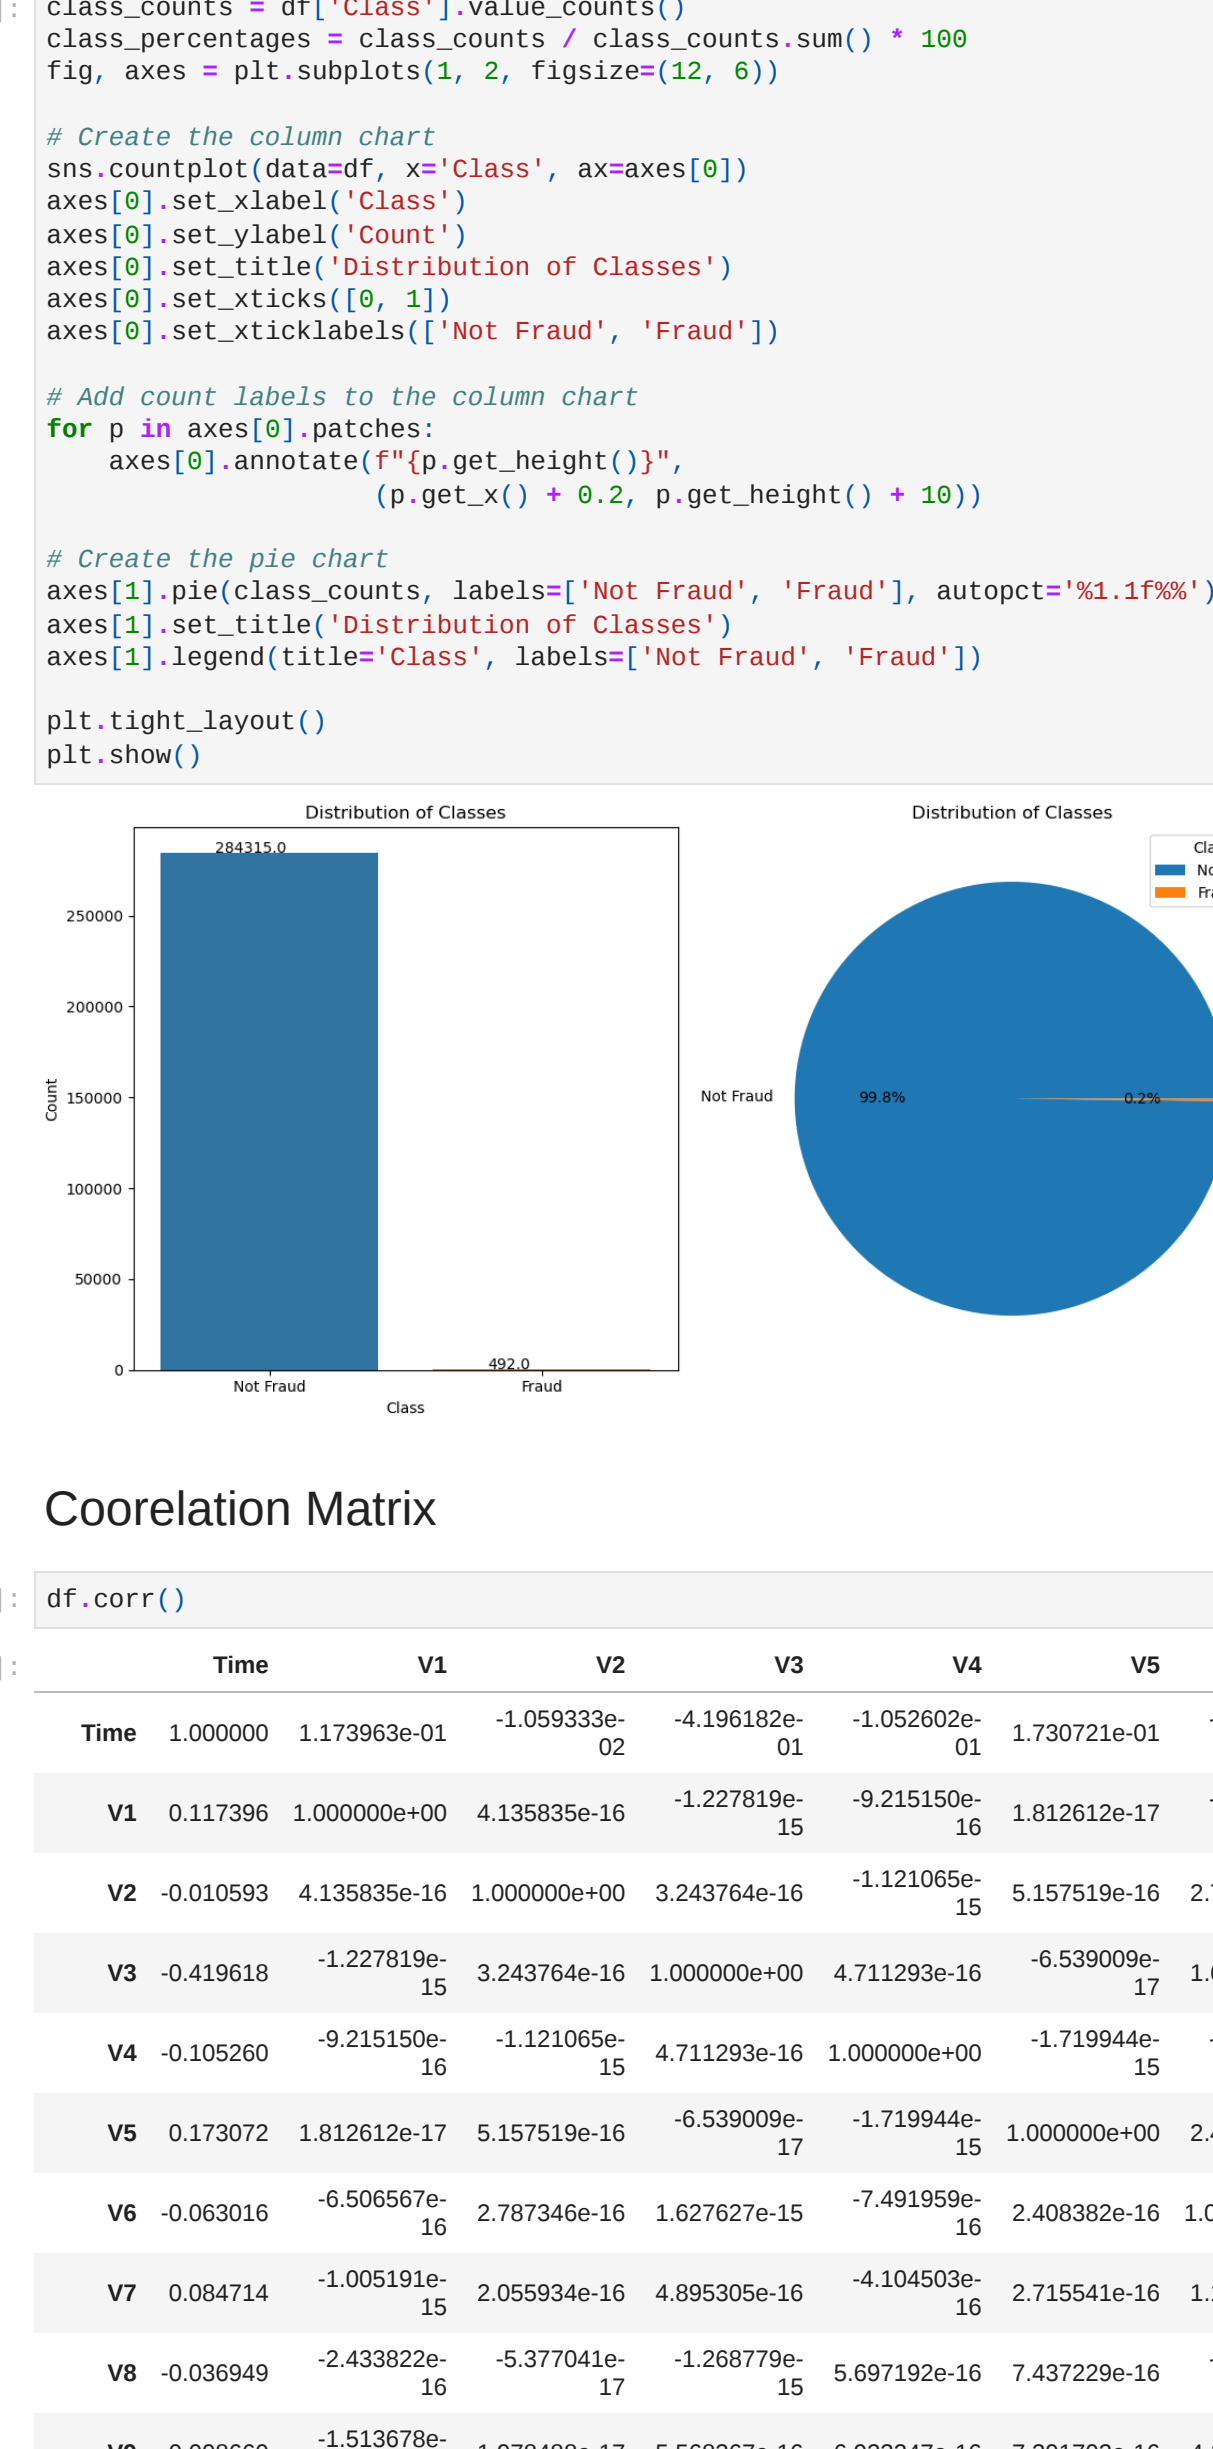 class_counts = df['Class'].value_counts()
class_percentages = class_counts / class_counts.sum() * 100
fig, axes = plt.subplots(1, 2, figsize=(12, 6))
# Create the column chart
sns.countplot(data=df, x='Class', ax=axes[0])
axes[0].set_xlabel('Class')
axes[0].set_ylabel('Count')
axes[0].set_title('Distribution of Classes')
axes[0].set_xticks([0, 1])
axes[0].set_xticklabels(['Not Fraud', 'Fraud'])
# Add count labels to the column chart
for p in axes[0].patches:
    axes[0].annotate(f"{p.get_height()}",
                     (p.get_x() + 0.2, p.get_height() + 10))
# Create the pie chart
axes[1].pie(class_counts, labels=['Not Fraud', 'Fraud'], autopct='%1.1f%%')
axes[1].set_title('Distribution of Classes')
axes[1].legend(title='Class', labels=['Not Fraud', 'Fraud'])
plt.tight_layout()
plt.show()
Distribution of Classes
284315.0
250000
200000
150000
100000
50000
0
Count
492.0
Not Fraud Fraud
Class
Distribution of Classes
Not Fraud
99.8%
0.2%
Coorelation Matrix
df.corr()
Time V1 V2 V3 V4 V5
Time 1.000000 1.173963e-01 -1.059333e-02 -4.196182e-01 -1.052602e-01 1.730721e-01
V1 0.117396 1.000000e+00 4.135835e-16 -1.227819e-15 -9.215150e-16 1.812612e-17
V2 -0.010593 4.135835e-16 1.000000e+00 3.243764e-16 -1.121065e-15 5.157519e-16
V3 -0.419618 -1.227819e-15 3.243764e-16 1.000000e+00 4.711293e-16 -6.539009e-17
V4 -0.105260 -9.215150e-16 -1.121065e-15 4.711293e-16 1.000000e+00 -1.719944e-15
V5 0.173072 1.812612e-17 5.157519e-16 -6.539009e-17 -1.719944e-15 1.000000e+00
V6 -0.063016 -6.506567e-16 2.787346e-16 1.627627e-15 -7.491959e-16 2.408382e-16
V7 0.084714 -1.005191e-15 2.055934e-16 4.895305e-16 -4.104503e-16 2.715541e-16
V8 -0.036949 -2.433822e-16 -5.377041e-17 -1.268779e-15 5.697192e-16 7.437229e-16
-1.513678e-